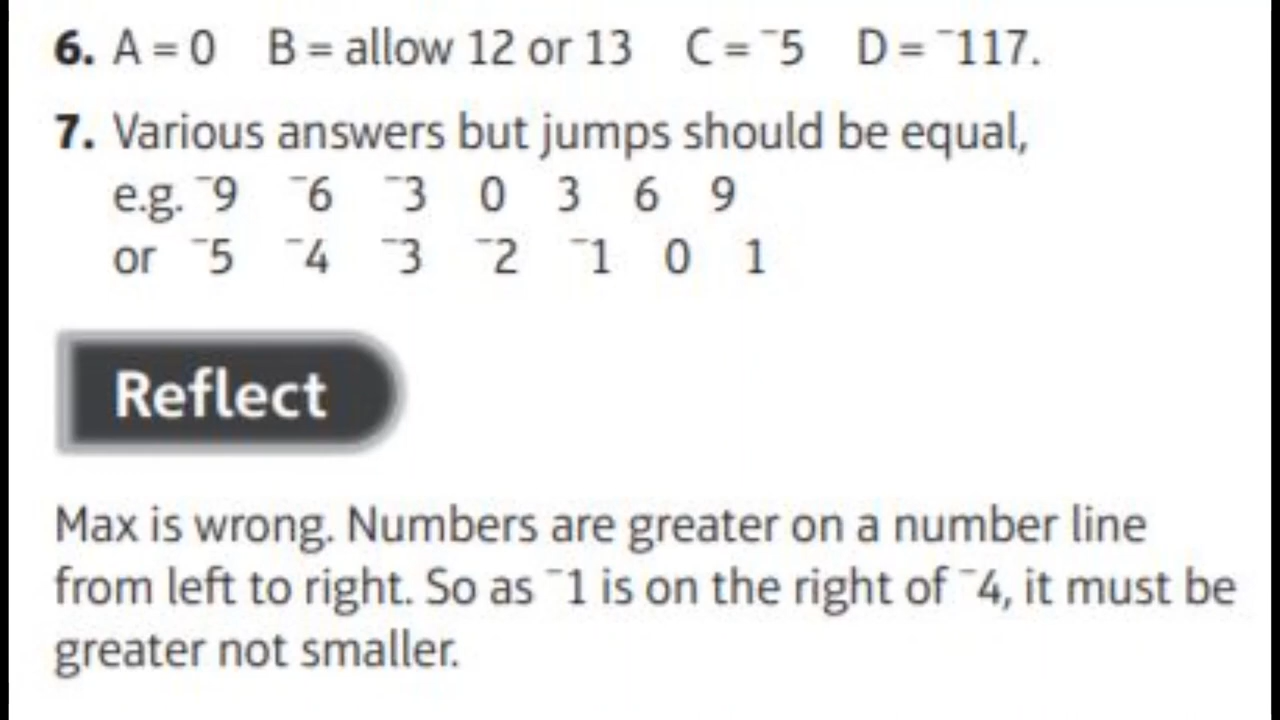 6. A = 0 B = allow 12 or 13 C = ⁻5 D = ⁻117.
7. Various answers but jumps should be equal,
e.g. ⁻9 ⁻6 ⁻3 0 3 6 9
or ⁻5 ⁻4 ⁻3 ⁻2 ⁻1 0 1
Reflect
Max is wrong. Numbers are greater on a number line
from left to right. So as ⁻1 is on the right of ⁻4, it must be
greater not smaller.